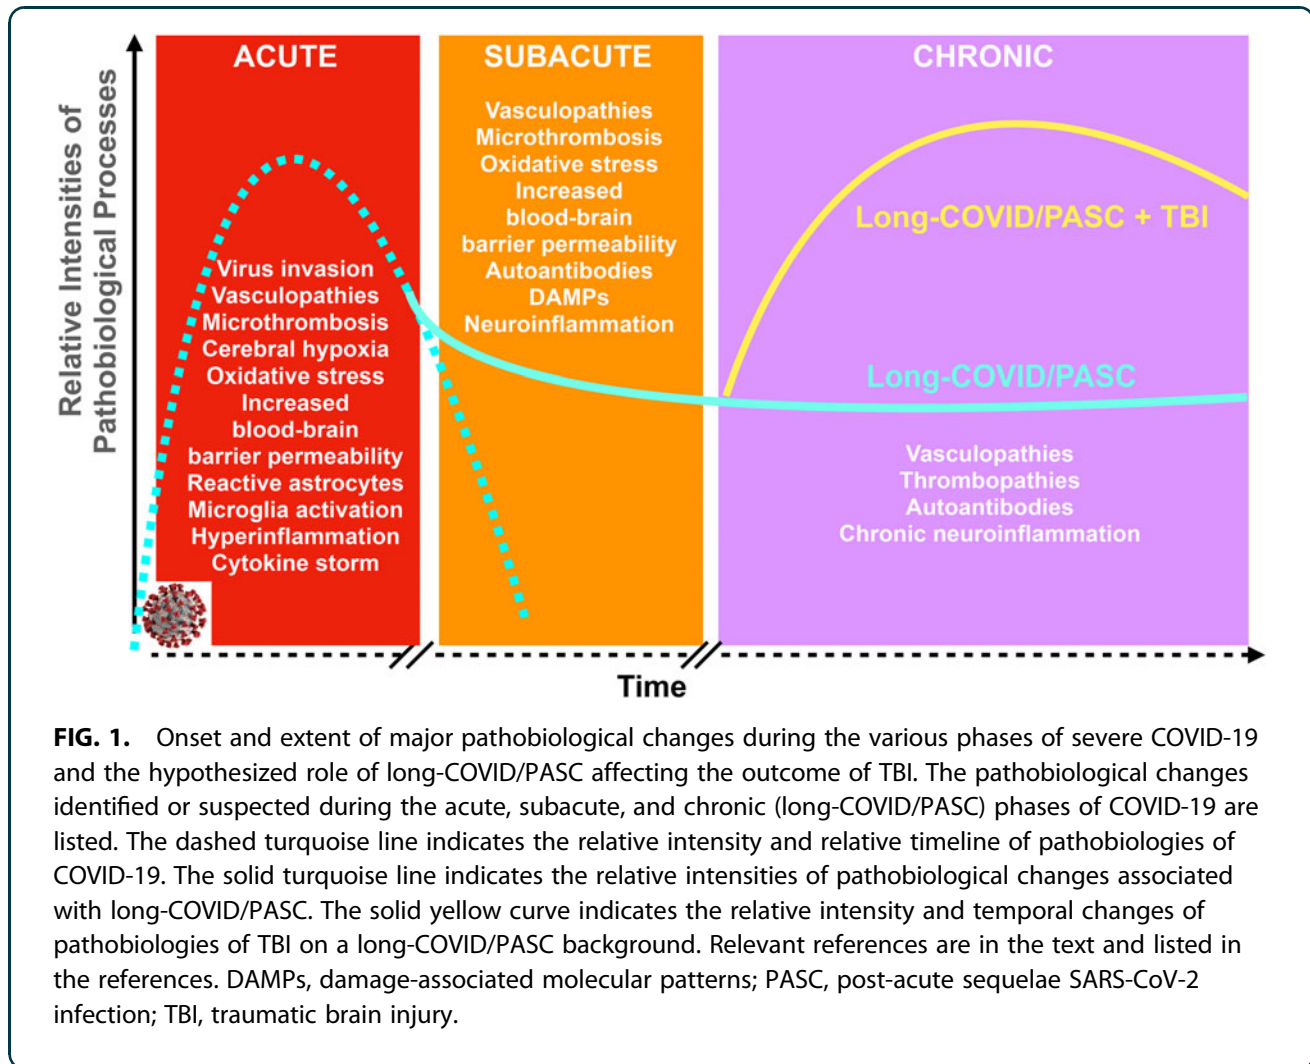 Relative Intensities of
Pathobiological Processes
ACUTE
Virus invasion
Vasculopathies
Microthrombosis
Cerebral hypoxia
Oxidative stress
Increased
blood-brain
barrier permeability
Reactive astrocytes
Microglia activation
Hyperinflammation
Cytokine storm
SUBACUTE
Vasculopathies
Microthrombosis
Oxidative stress
Increased
blood-brain
barrier permeability
Autoantibodies
DAMPs
Neuroinflammation
CHRONIC
Long-COVID/PASC + TBI
Long-COVID/PASC
Vasculopathies
Thrombopathies
Autoantibodies
Chronic neuroinflammation
Time
FIG. 1. Onset and extent of major pathobiological changes during the various phases of severe COVID-19
and the hypothesized role of long-COVID/PASC affecting the outcome of TBI. The pathobiological changes
identified or suspected during the acute, subacute, and chronic (long-COVID/PASC) phases of COVID-19 are
listed. The dashed turquoise line indicates the relative intensity and relative timeline of pathobiologies of
COVID-19. The solid turquoise line indicates the relative intensities of pathobiological changes associated
with long-COVID/PASC. The solid yellow curve indicates the relative intensity and temporal changes of
pathobiologies of TBI on a long-COVID/PASC background. Relevant references are in the text and listed in
the references. DAMPs, damage-associated molecular patterns; PASC, post-acute sequelae SARS-CoV-2
infection; TBI, traumatic brain injury.